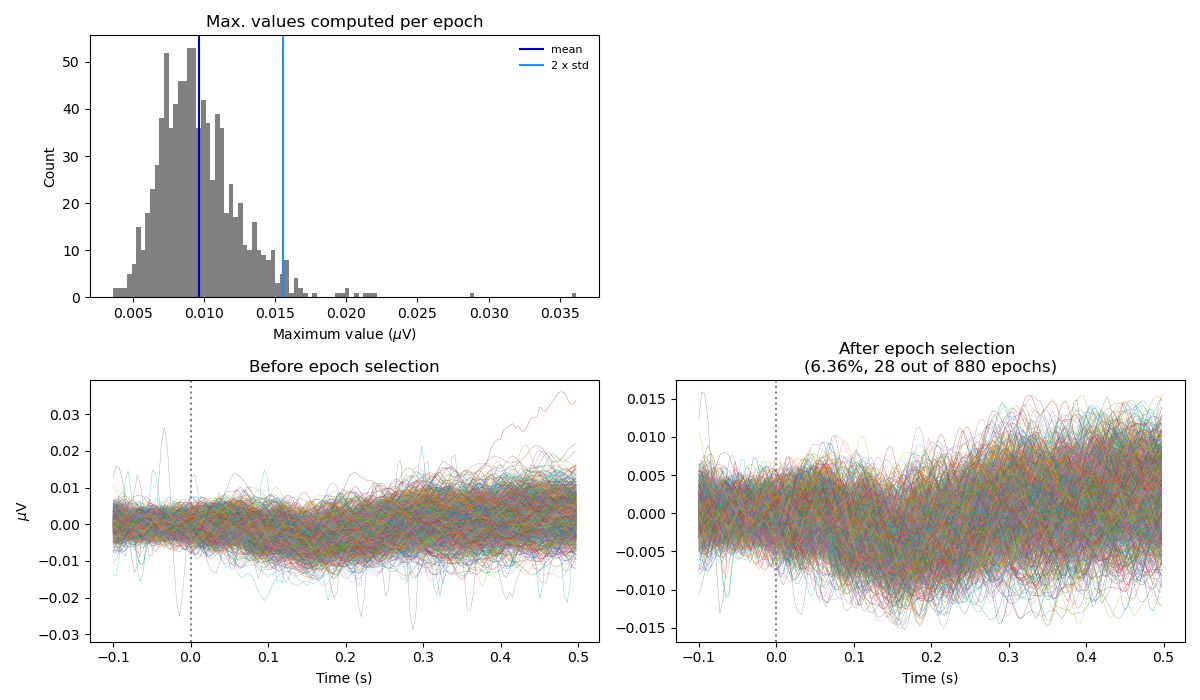 Max. values computed per epoch
mean
2 x std
50
40
30
20
10
0
Count
0.005 0.010 0.015 0.020 0.025 0.030 0.035
Maximum value (μV)
Before epoch selection
0.03
0.02
0.01
0.00
−0.01
−0.02
−0.03
μV
−0.1 0.0 0.1 0.2 0.3 0.4 0.5
Time (s)
After epoch selection
(6.36%, 28 out of 880 epochs)
0.015
0.010
0.005
0.000
−0.005
−0.010
−0.015
−0.1 0.0 0.1 0.2 0.3 0.4 0.5
Time (s)